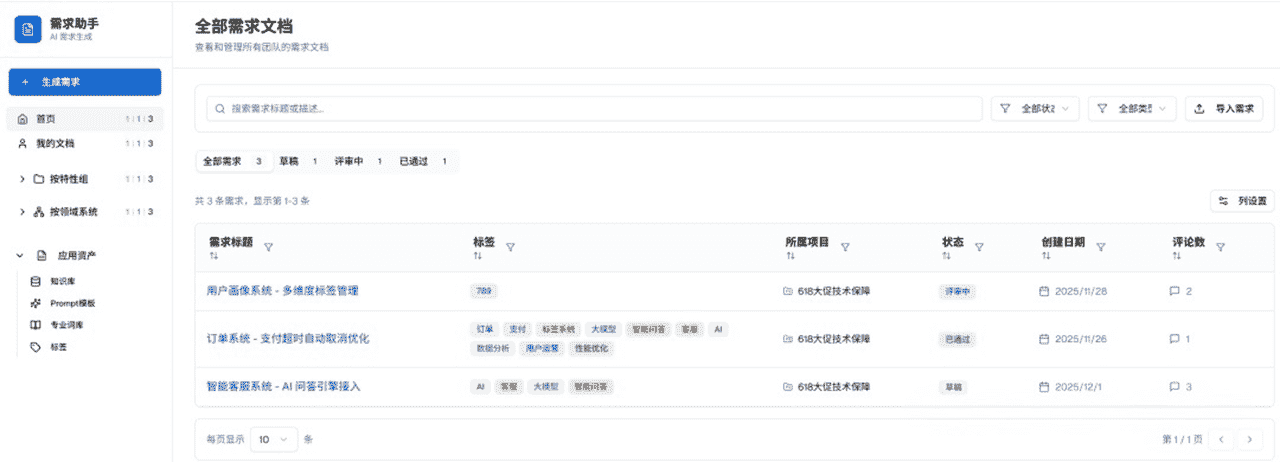 需求助手
AI 需求生成
+ 生成需求
首页 1 | 1 | 3
我的文档 1 | 1 | 3
按特性组 1 | 1 | 3
按领域系统 1 | 1 | 3
应用资产
知识库
Prompt模板
专业词库
标签
全部需求文档
查看和管理所有团队的需求文档
搜索需求标题或描述...
全部状态
全部类型
导入需求
全部需求 3 草稿 1 评审中 1 已通过 1
共 3 条需求，显示第 1-3 条
列设置
需求标题 标签 所属项目 状态 创建日期 评论数
用户画像系统 - 多维度标签管理 789 618大促技术保障 评审中 2025/11/28 2
订单系统 - 支付超时自动取消优化 订单 支付 标签系统 大模型 智能问答 客服 AI 618大促技术保障 已通过 2025/11/26 1
数据分析 用户运营 性能优化
智能客服系统 - AI 问答引擎接入 AI 客服 大模型 智能问答 618大促技术保障 草稿 2025/12/1 3
每页显示 10 条
第 1 / 1 页